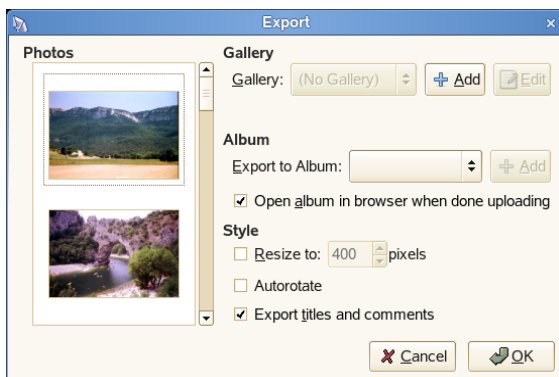 Export
Photos
Gallery
Gallery: (No Gallery) Add Edit
Album
Export to Album: Add
Open album in browser when done uploading
Style
Resize to: 400 pixels
Autorotate
Export titles and comments
Cancel OK